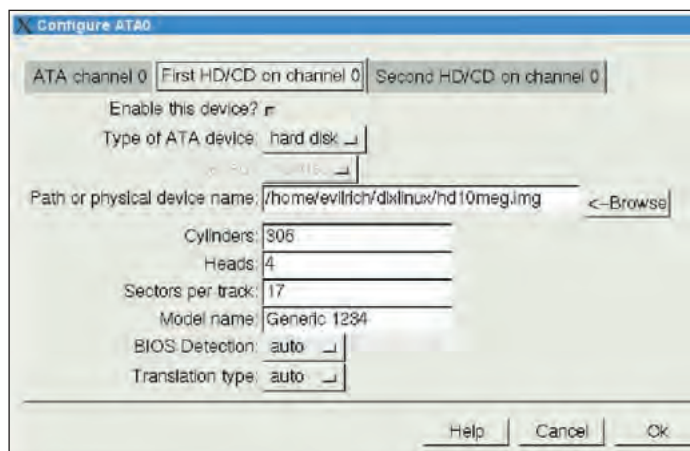 Configure ATA0
ATA channel 0 First HD/CD on channel 0 Second HD/CD on channel 0
Enable this device?
Type of ATA device: hard disk
Path or physical device name: /home/evilrich/dlxlinux/hd10meg.img <--Browse
Cylinders: 306
Heads: 4
Sectors per track: 17
Model name: Generic 1234
BIOS Detection: auto
Translation type: auto
Help Cancel Ok